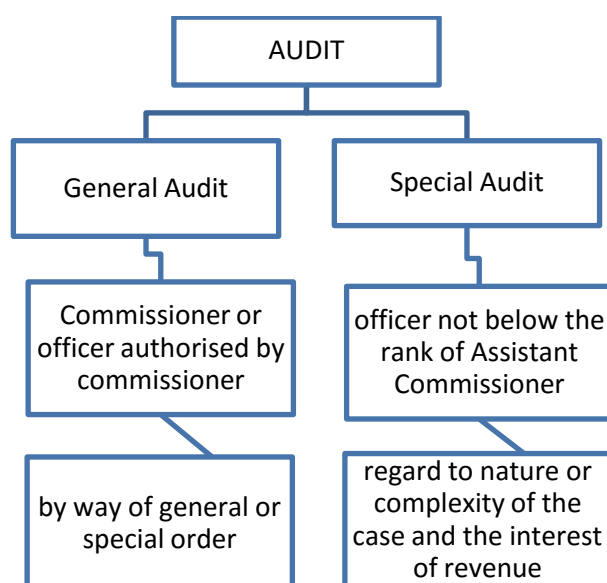 AUDIT
General Audit
Special Audit
Commissioner or
officer authorised by
commissioner
officer not below the
rank of Assistant
Commissioner
by way of general or
special order
regard to nature or
complexity of the
case and the interest
of revenue